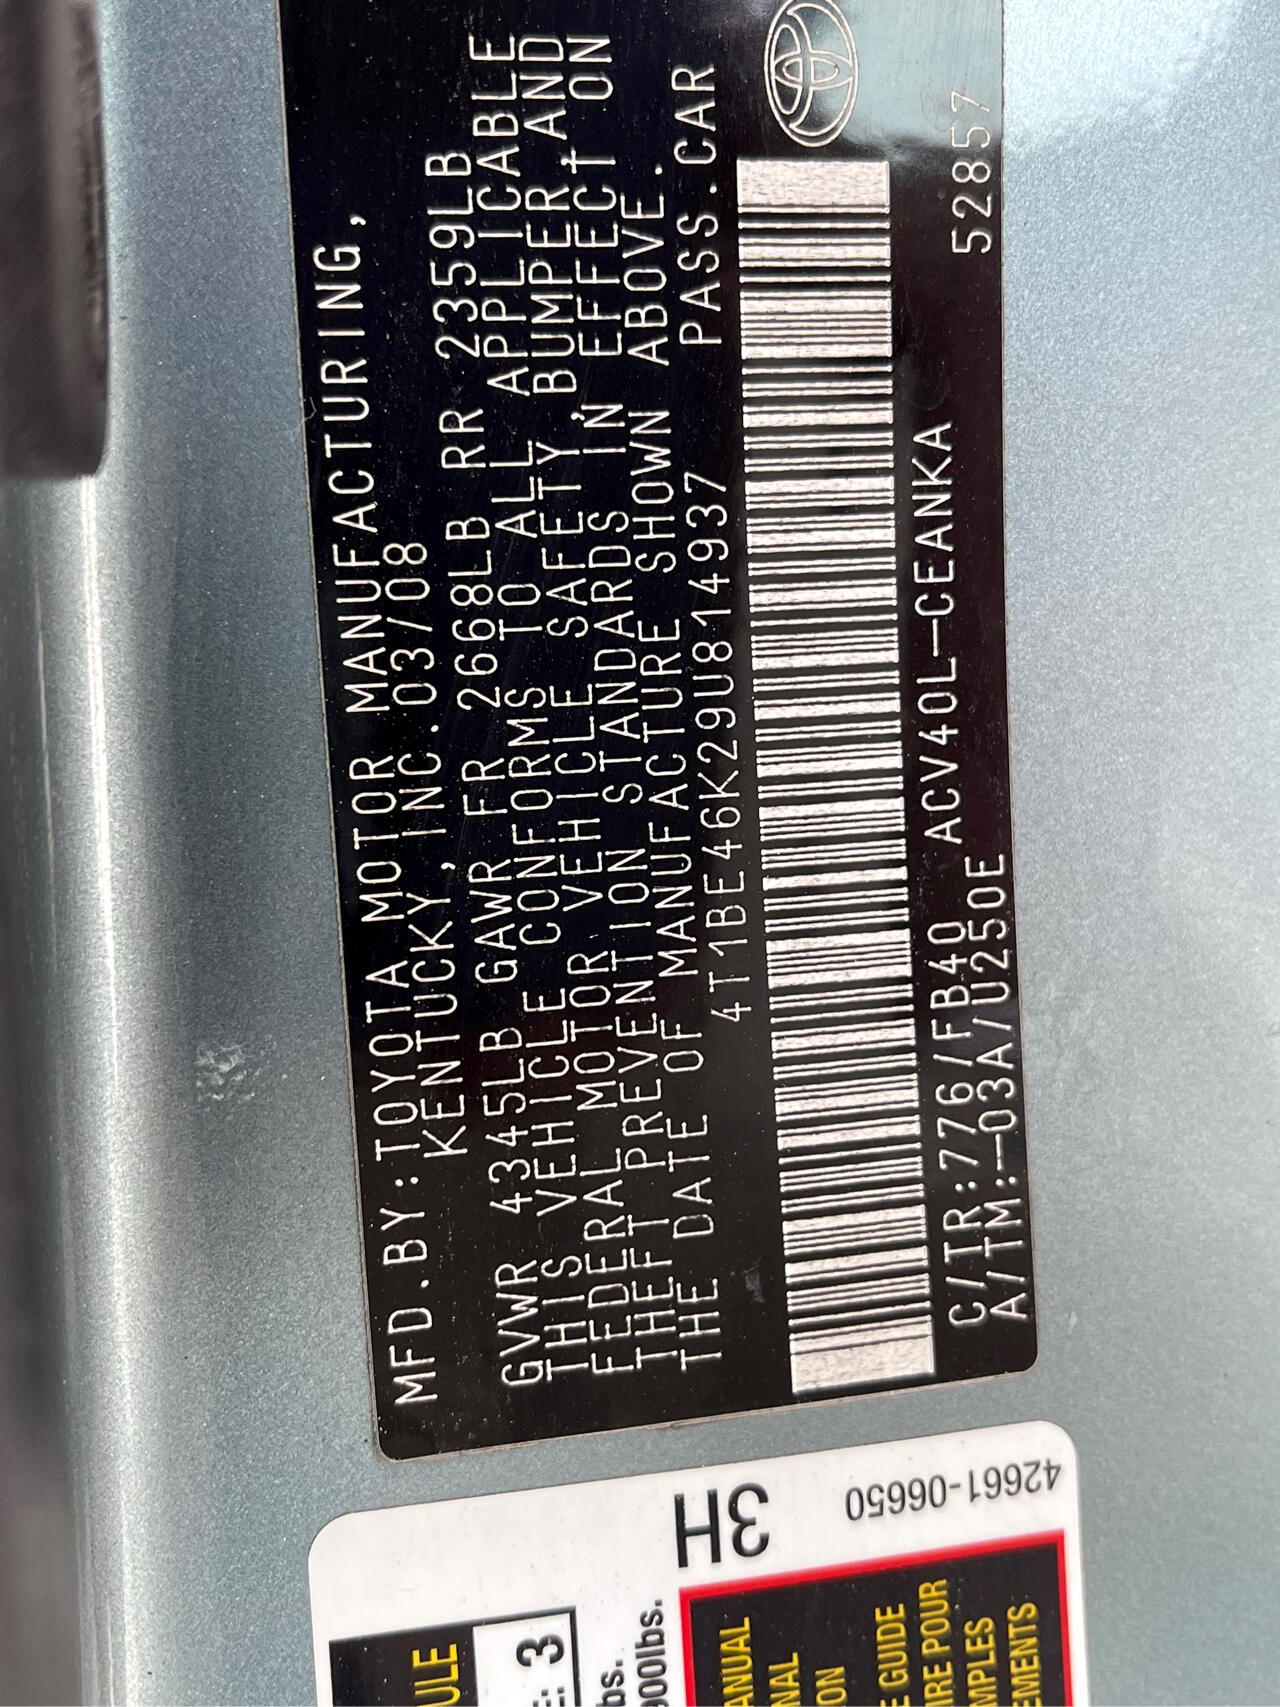 MFD.BY:TOYOTA MOTOR MANUFACTURING,
KENTUCKY, INC.03/08
GVWR 4345LB GAWR FR 2668LB RR 2359LB
THIS VEHICLE CONFORMS TO ALL APPLICABLE
FEDERAL MOTOR VEHICLE SAFETY, BUMPER, AND
THEFT PREVENTION STANDARDS IN EFFECT ON
THE DATE OF MANUFACTURE SHOWN ABOVE.
4T1BE46K29U814937 PASS.CAR
C/TR:776/FB40 ACV40L-CEANKA 52857
A/TM:-03A/U250E
3H
42661-06650
: 3